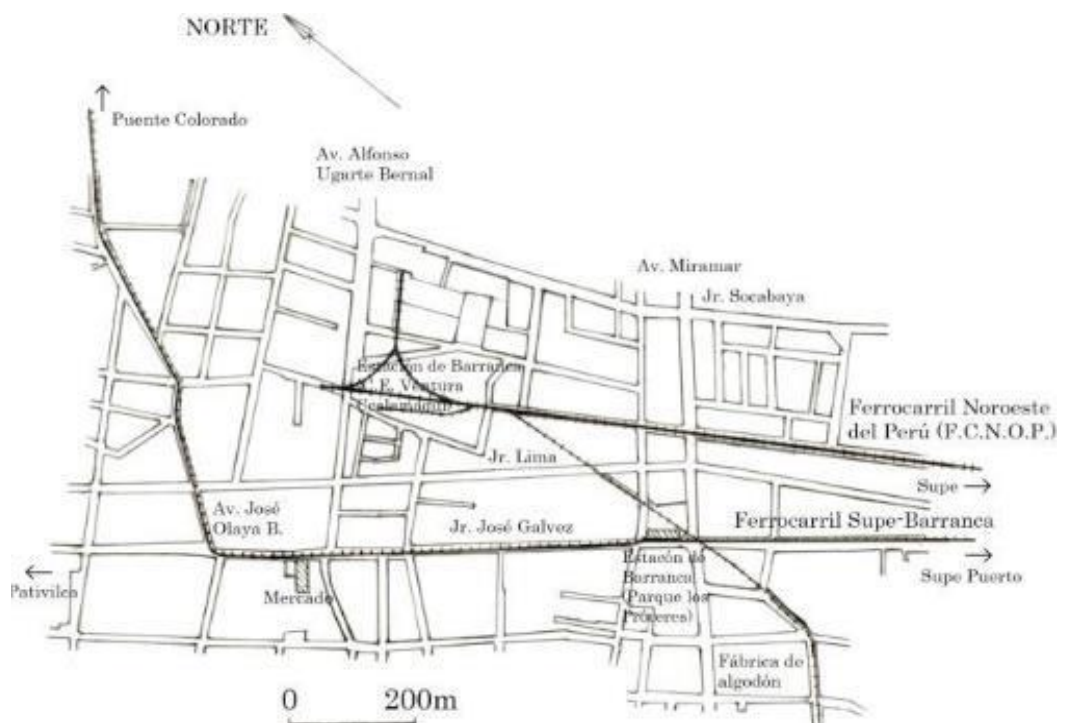 NORTE
Puente Colorado
Av. Alfonso
Ugarte Bernal
Av. Miramar
Jr. Socabaya
Estación de Barranca
E. Ventura
Ferrocarril Noroeste
del Perú (F.C.N.O.P.)
Jr. Lima
Supe
Av. José
Olaya B.
Jr. José Galvez
Ferrocarril Supe-Barranca
Pativilca
Mercado
Estacón de
Barranca
(Parque los
Próceres)
Supe Puerto
Fábrica de
algodón
0 200m